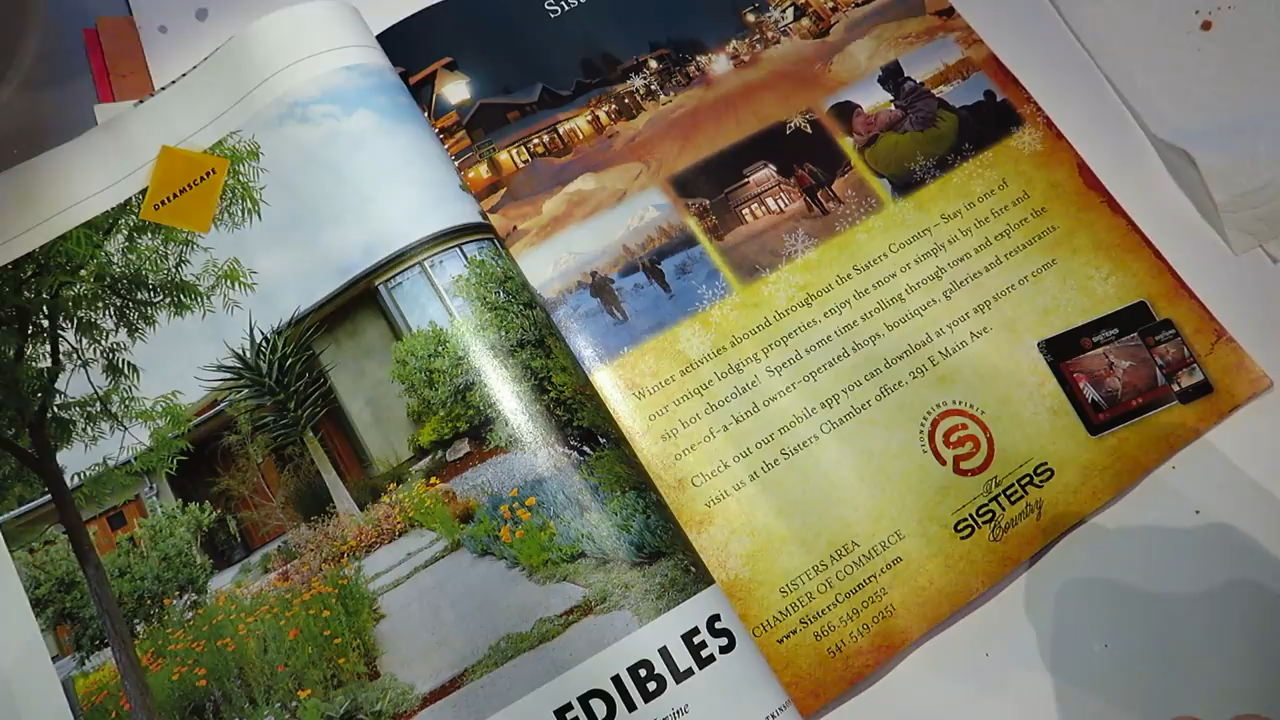 DREAMSCAPE
EDIBLES
Winter activities abound throughout the Sisters Country ~ Stay in one of
our unique lodging properties, enjoy the snow or simply sit by the fire and
sip hot chocolate! Spend some time strolling through town and explore the
one-of-a-kind owner-operated shops, boutiques, galleries and restaurants.
Check out our mobile app you can download at your app store or come
visit us at the Sisters Chamber office, 291 E Main Ave.
PIONEERING SPIRIT
The
SISTERS
Country
SISTERS AREA
CHAMBER OF COMMERCE
www.SistersCountry.com
866.549.0252
541.549.0251
SISTERS